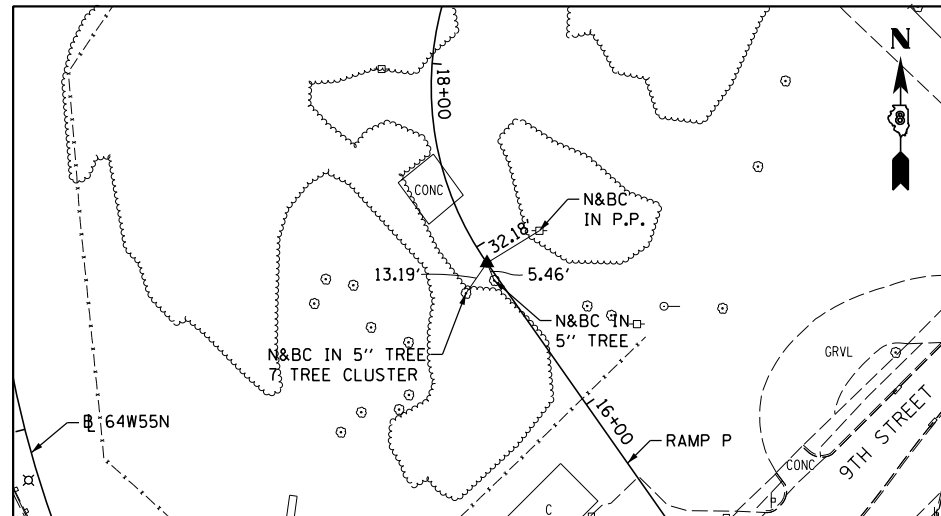 N
8
18+00
CONC
N&BC
IN P.P.
32.18'
13.19'
5.46'
N&BC IN
5'' TREE
N&BC IN 5'' TREE
7 TREE CLUSTER
GRVL
16+00
9TH STREET
64W55N
RAMP P
CONC
C
P